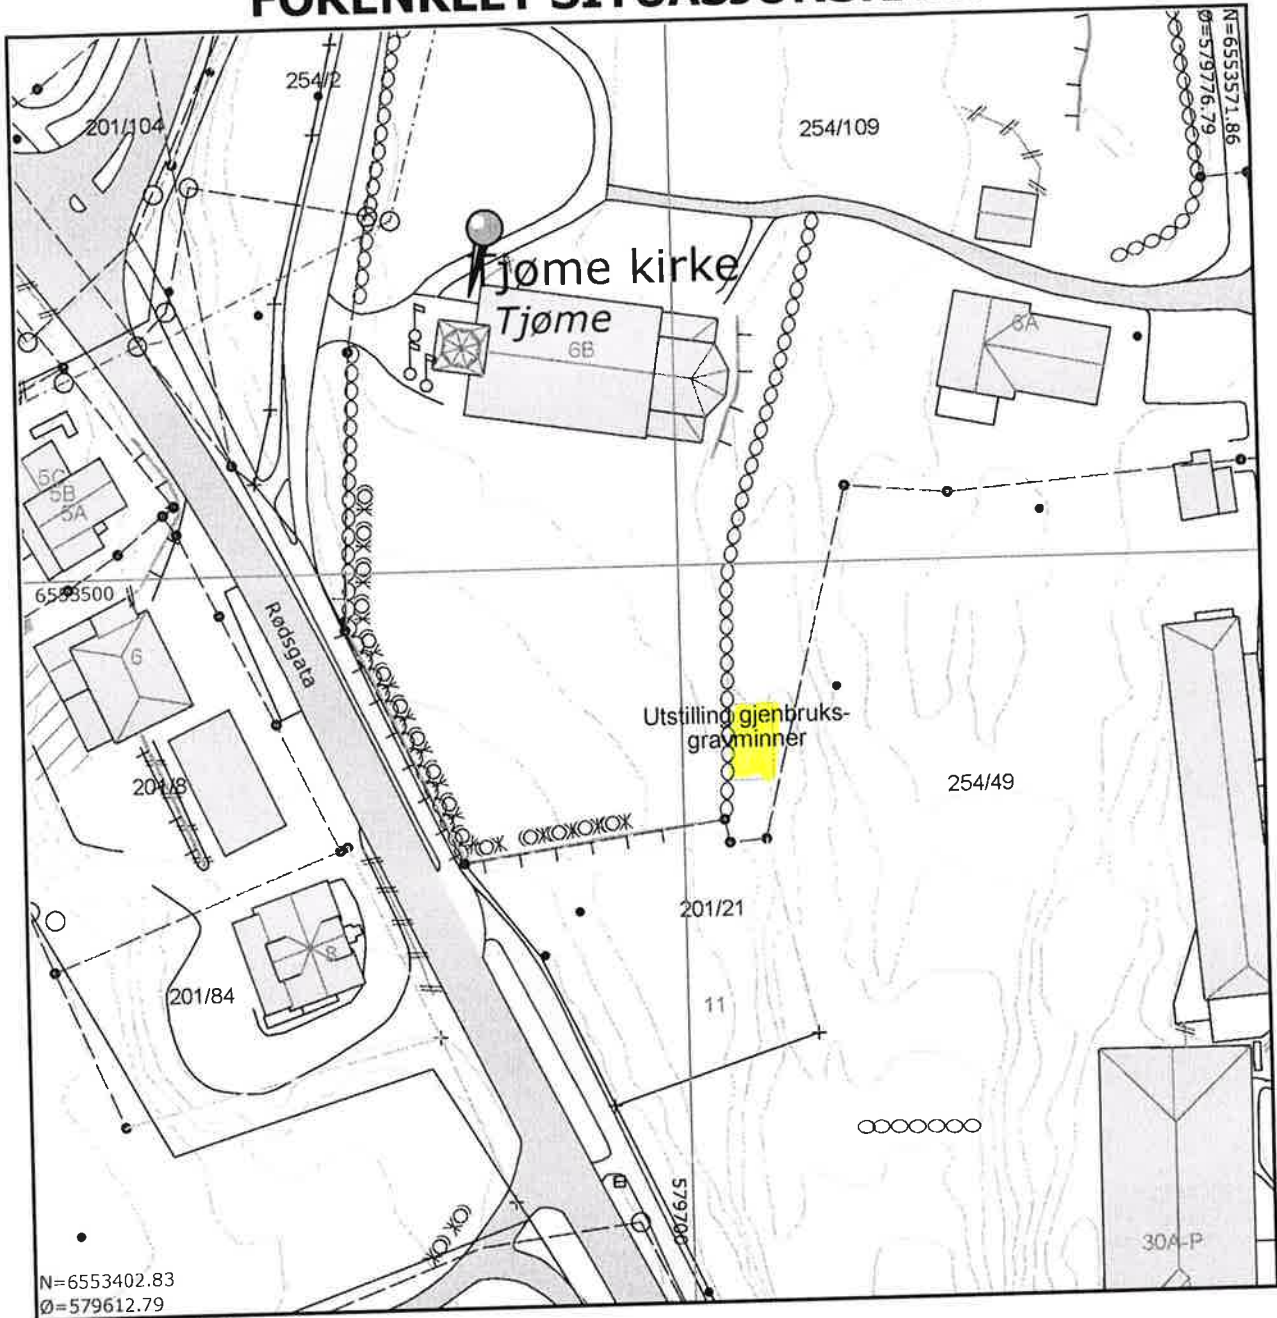 FORENKLET SITUASJONSKART
N=6553571.86
Ø=579776.79
254/2
201/104
254/109
Tjøme kirke
Tjøme
6B
8A
5C
5B
5A
6553500
Rødsgata
6
Utstilling gjenbruks-
gravminner
201/8
254/49
201/21
8
201/84
11
579700
30A-P
N=6553402.83
Ø=579612.79